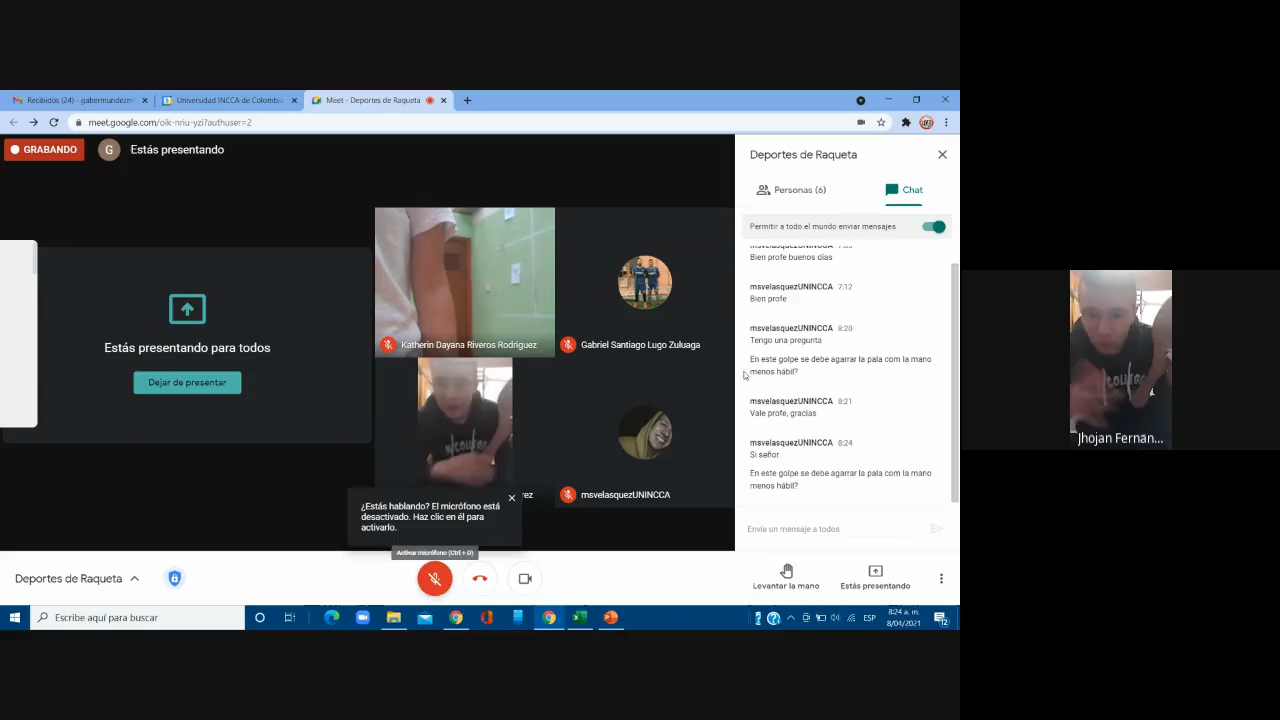 Recibidos (24) - gabermundezm
Universidad INCCA de Colombia
Meet - Deportes de Raqueta
meet.google.com/oik-nriu-yzi?authuser=2
GRABANDO
G
Estás presentando
Deportes de Raqueta
Personas (6)
Chat
Permitir a todo el mundo enviar mensajes
msvelasquezUNINCCA
Bien profe buenos días
msvelasquezUNINCCA 7:12
Bien profe
msvelasquezUNINCCA 8:20
Tengo una pregunta
En este golpe se debe agarrar la pala com la mano
menos hábil?
msvelasquezUNINCCA 8:21
Vale profe, gracias
msvelasquezUNINCCA 8:24
Si señor
En este golpe se debe agarrar la pala com la mano
menos hábil?
Envía un mensaje a todos
Estás presentando para todos
Dejar de presentar
Katherin Dayana Riveros Rodriguez
Gabriel Santiago Lugo Zuluaga
rez
msvelasquezUNINCCA
¿Estás hablando? El micrófono está
desactivado. Haz clic en él para
activarlo.
Activar micrófono (Ctrl + D)
Deportes de Raqueta
Levantar la mano
Estás presentando
Escribe aquí para buscar
ESP
8:24 a. m.
8/04/2021
12
Jhojan Fernan...